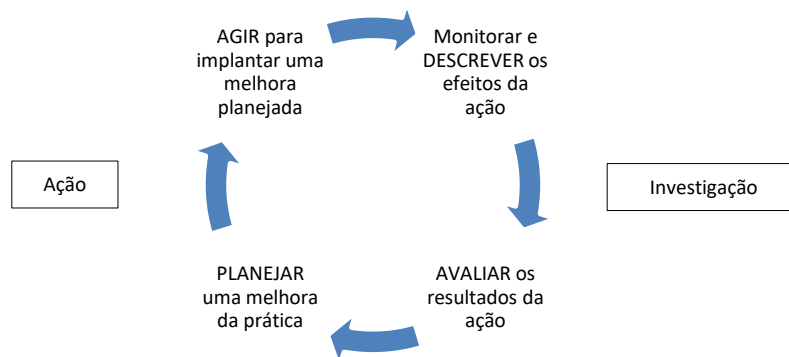 AGIR para
implantar uma
melhora
planejada
Monitorar e
DESCREVER os
efeitos da
ação
Ação
Investigação
PLANEJAR
uma melhora
da prática
AVALIAR os
resultados da
ação